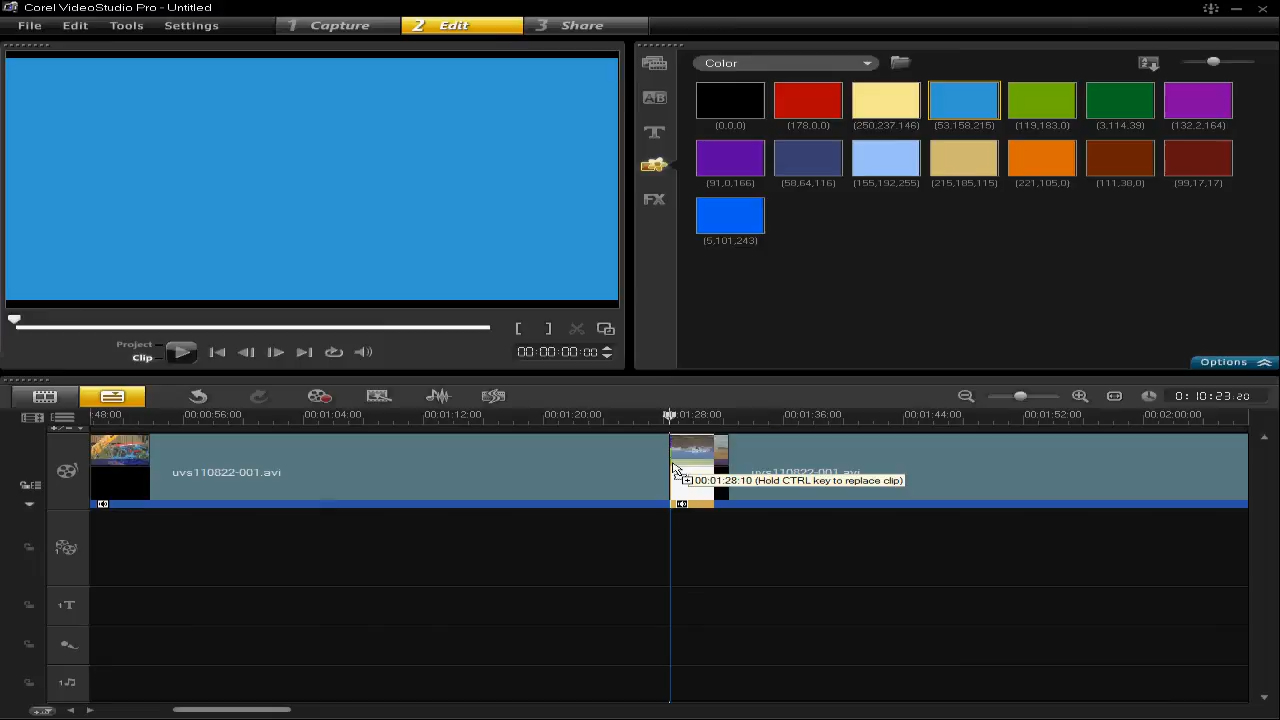 Corel VideoStudio Pro - Untitled
File Edit Tools Settings 1 Capture 2 Edit 3 Share
Color
(0,0,0) (178,0,0) (250,237,146) (53,158,215) (119,183,0) (3,114,39) (132,2,164)
(91,0,166) (58,64,116) (155,192,255) (215,185,115) (221,105,0) (111,38,0) (99,17,17)
(5,101,243)
Project
Clip
00:00:00:00
Options
0:10:23:20
48:00 00:00:56:00 00:01:04:00 00:01:12:00 00:01:20:00 00:01:28:00 00:01:36:00 00:01:44:00 00:01:52:00 00:02:00:00
uvs110822-001.avi uvs110822-001.avi
00:01:28:10 (Hold CTRL key to replace clip)